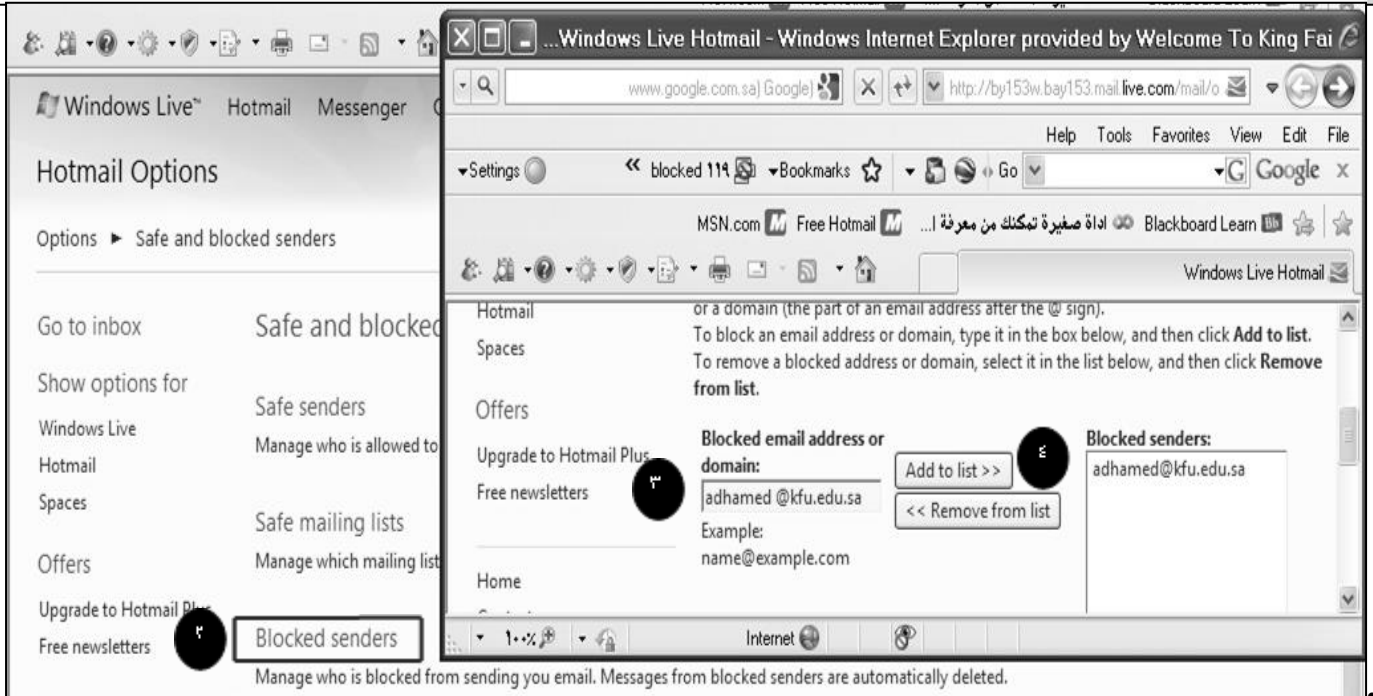 Windows Live™ Hotmail Messenger
Hotmail Options
Options ► Safe and blocked senders
Go to inbox
Show options for
Windows Live
Hotmail
Spaces
Offers
Upgrade to Hotmail Plus
Free newsletters
Safe and blocked
Safe senders
Manage who is allowed to
Safe mailing lists
Manage which mailing list
٢
Blocked senders
Manage who is blocked from sending you email. Messages from blocked senders are automatically deleted.
...Windows Live Hotmail - Windows Internet Explorer provided by Welcome To King Fai
www.google.com.sa) Google) http://by153w.bay153.mail.live.com/mail/o
Help Tools Favorites View Edit File
Settings « blocked ١١٩ Bookmarks Go Google x
MSN.com Free Hotmail اداة صغيرة تمكنك من معرفة ا... Blackboard Learn
Windows Live Hotmail
Hotmail
Spaces
Offers
Upgrade to Hotmail Plus
Free newsletters
Home
or a domain (the part of an email address after the @ sign).
To block an email address or domain, type it in the box below, and then click Add to list.
To remove a blocked address or domain, select it in the list below, and then click Remove
from list.
Blocked email address or
domain:
٣
adhamed @kfu.edu.sa
Example:
name@example.com
Add to list >>
<< Remove from list
٤
Blocked senders:
adhamed@kfu.edu.sa
١٠٠% Internet